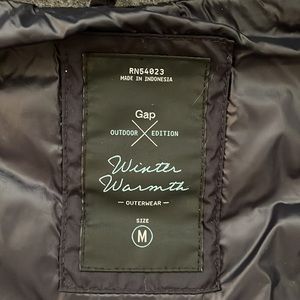 RN54023
MADE IN INDONESIA
Gap
OUTDOOR EDITION
Winter
Warmth
OUTERWEAR
SIZE
M